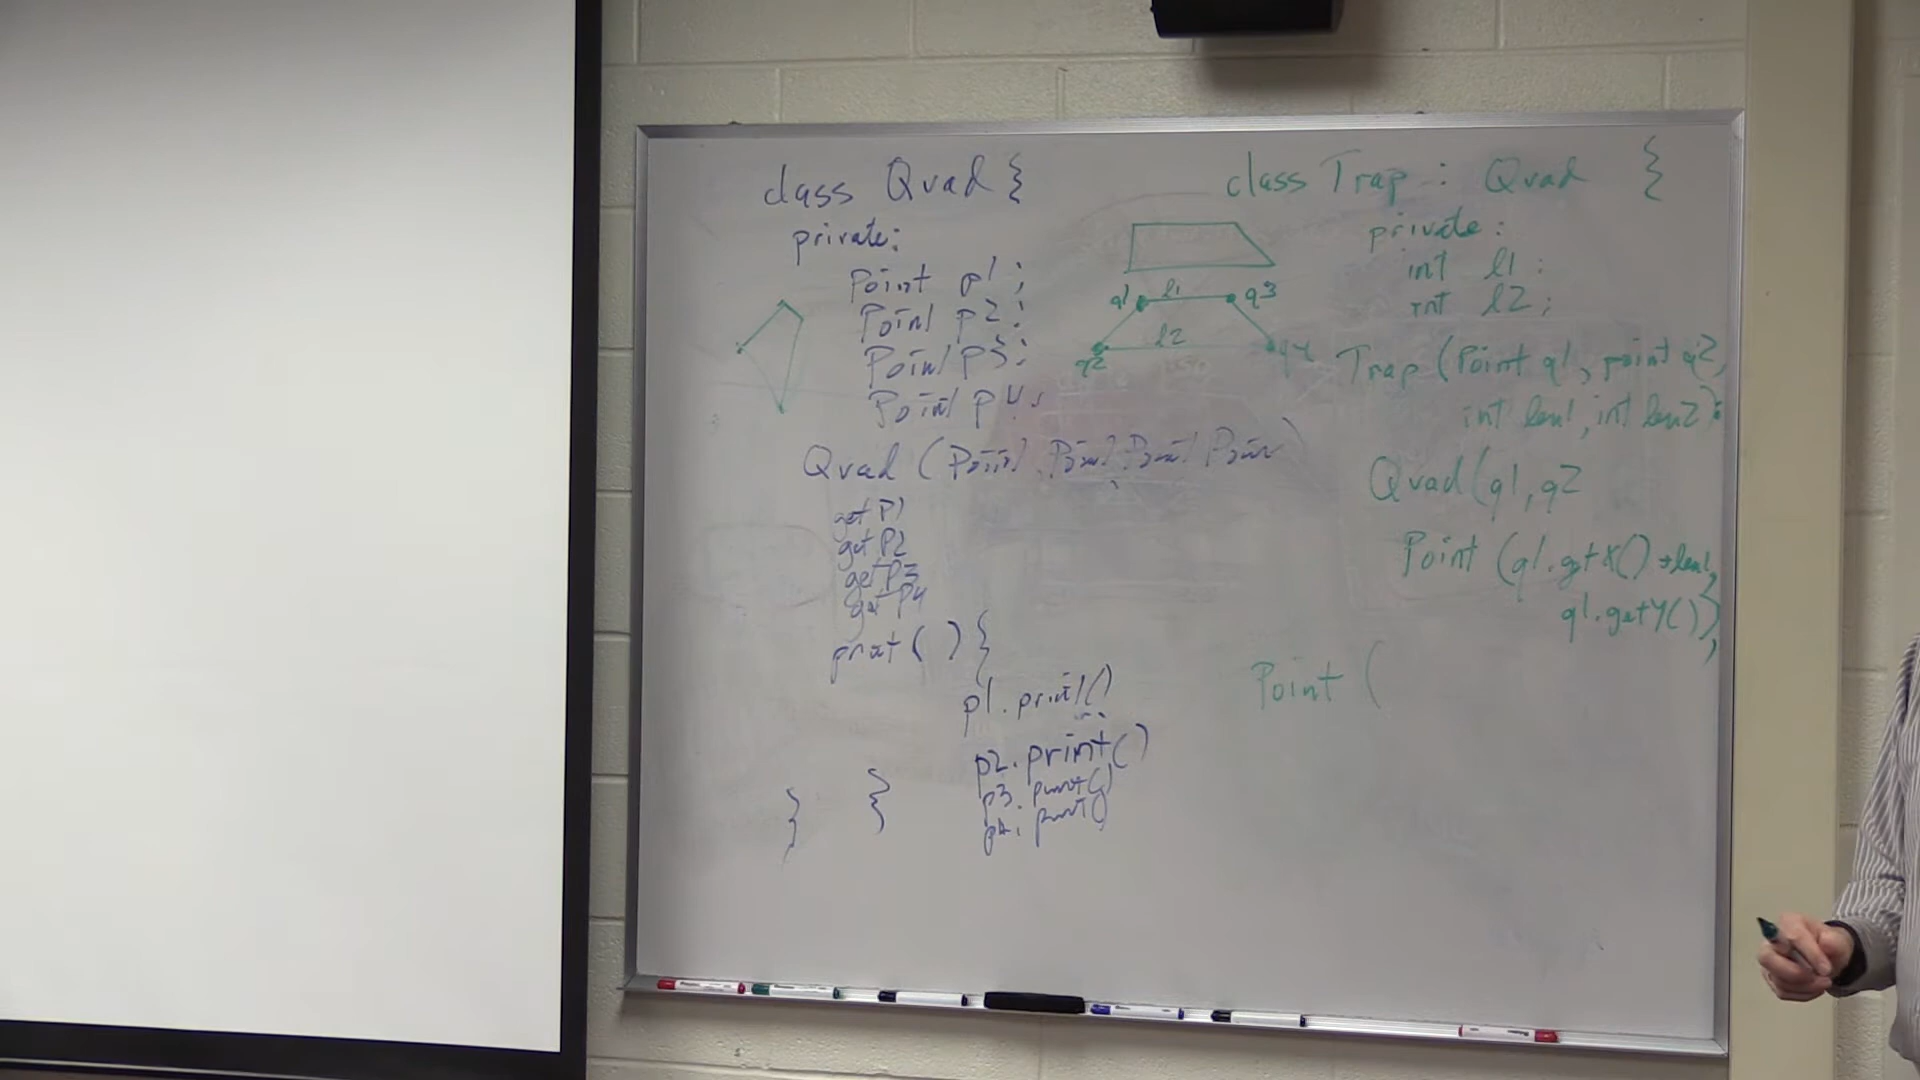 class Quad {
private:
Point p1;
Point p2;
Point p3;
Point p4;
Quad (Point, Point, Point, Point)
get P1
get P2
get P3
get P4
print ( ) {
p1.print()
p2.print()
p3.print()
p4.print()
}
}
q1 l1 q3
q2 l2 q4
class Trap : Quad {
private:
int l1;
int l2;
Trap (Point q1, point q2,
int len1, int len2):
Quad(q1, q2
Point (q1.getX() + len1,
q1.getY()),
Point (